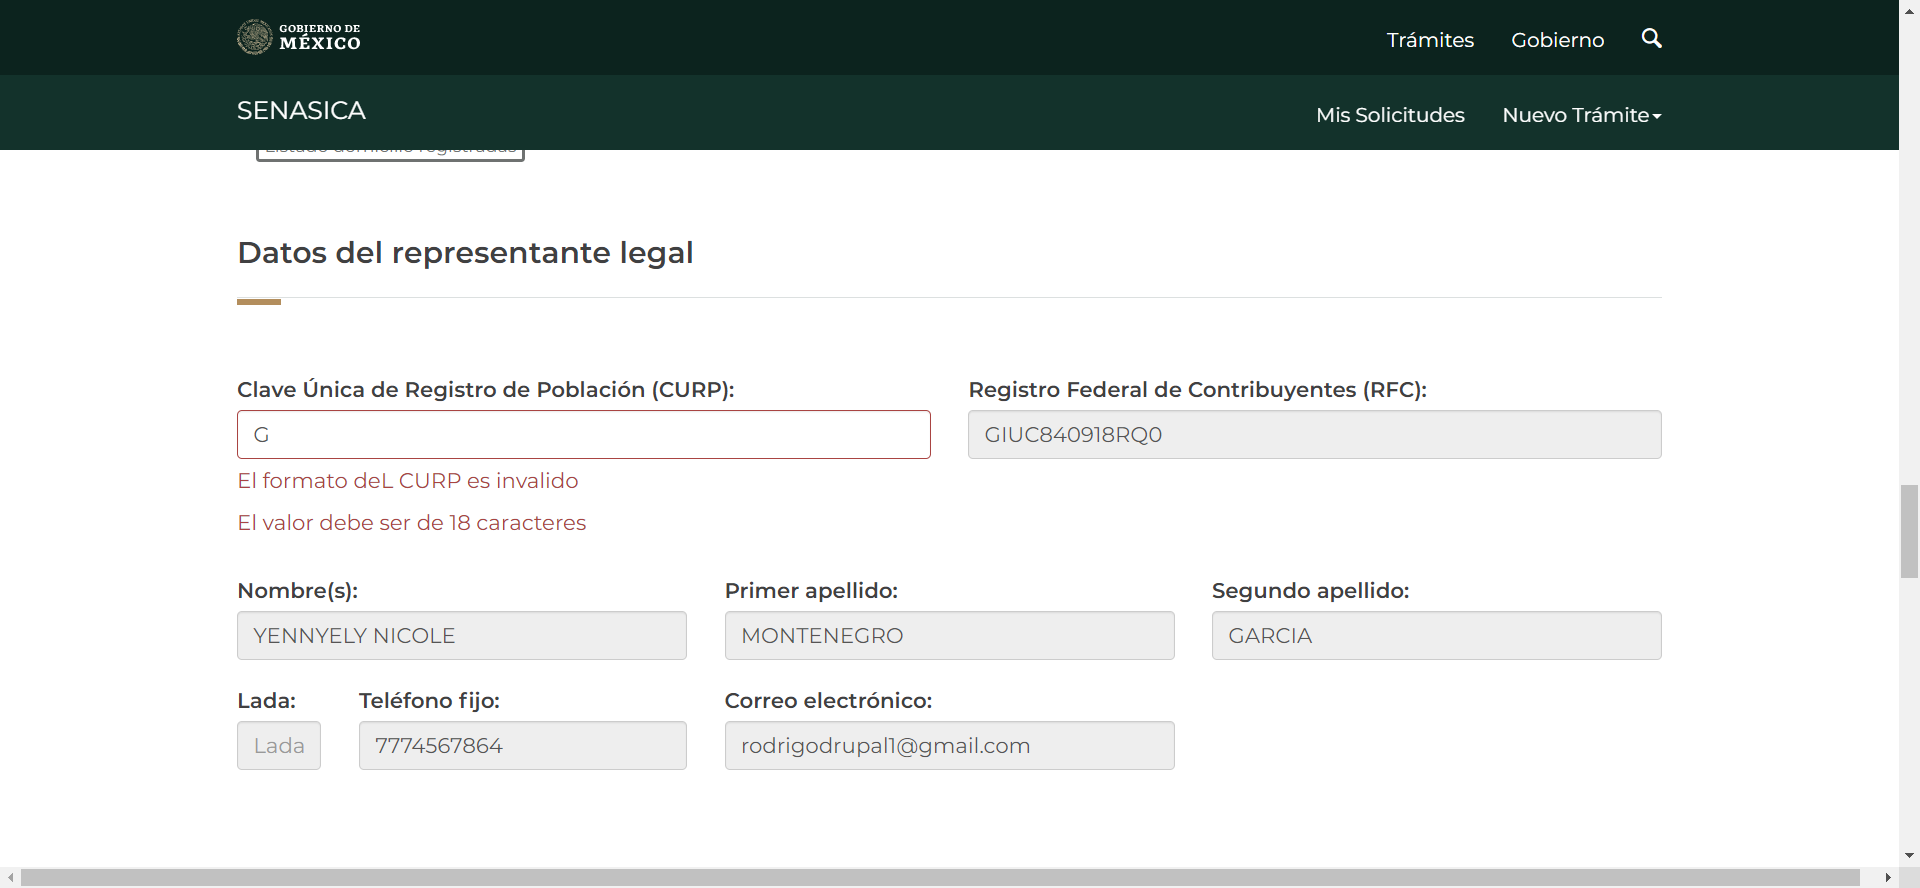 GOBIERNO DE
MÉXICO
Trámites
Gobierno
SENASICA
Mis Solicitudes
Nuevo Trámite
Listado domicilio registradas
Datos del representante legal
Clave Única de Registro de Población (CURP):
Registro Federal de Contribuyentes (RFC):
G
GIUC840918RQ0
El formato deL CURP es invalido
El valor debe ser de 18 caracteres
Nombre(s):
Primer apellido:
Segundo apellido:
YENNYELY NICOLE
MONTENEGRO
GARCIA
Lada:
Teléfono fijo:
Correo electrónico:
Lada
7774567864
rodrigodrupal1@gmail.com